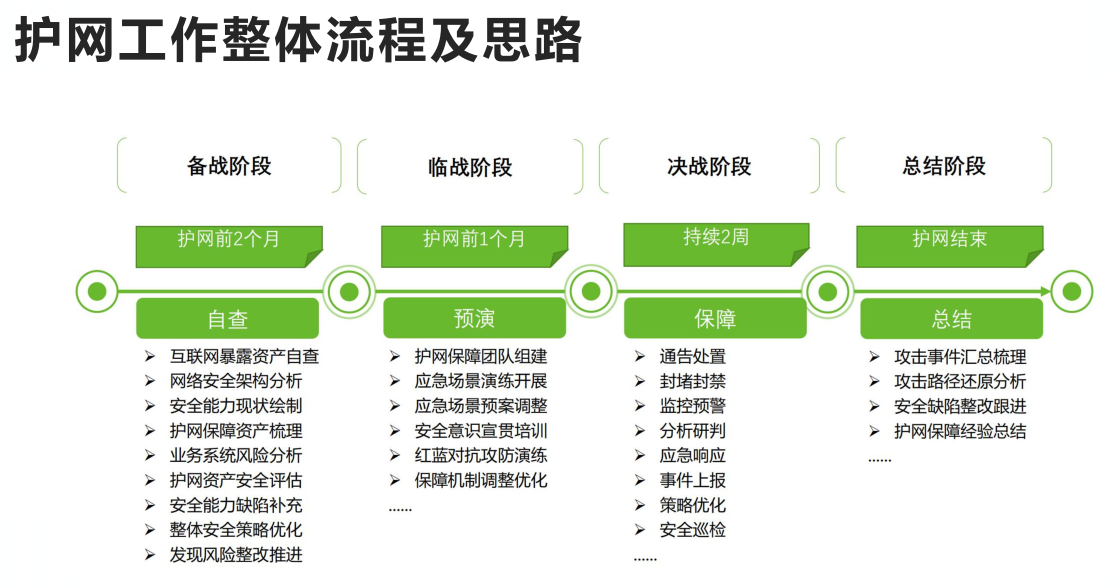 护网工作整体流程及思路
备战阶段
临战阶段
决战阶段
总结阶段
护网前2个月
护网前1个月
持续2周
护网结束
自查
预演
保障
总结
互联网暴露资产自查
网络安全架构分析
安全能力现状绘制
护网保障资产梳理
业务系统风险分析
护网资产安全评估
安全能力缺陷补充
整体安全策略优化
发现风险整改推进
护网保障团队组建
应急场景演练开展
应急场景预案调整
安全意识宣贯培训
红蓝对抗攻防演练
保障机制调整优化
......
通告处置
封堵封禁
监控预警
分析研判
应急响应
事件上报
策略优化
安全巡检
......
攻击事件汇总梳理
攻击路径还原分析
安全缺陷整改跟进
护网保障经验总结
......